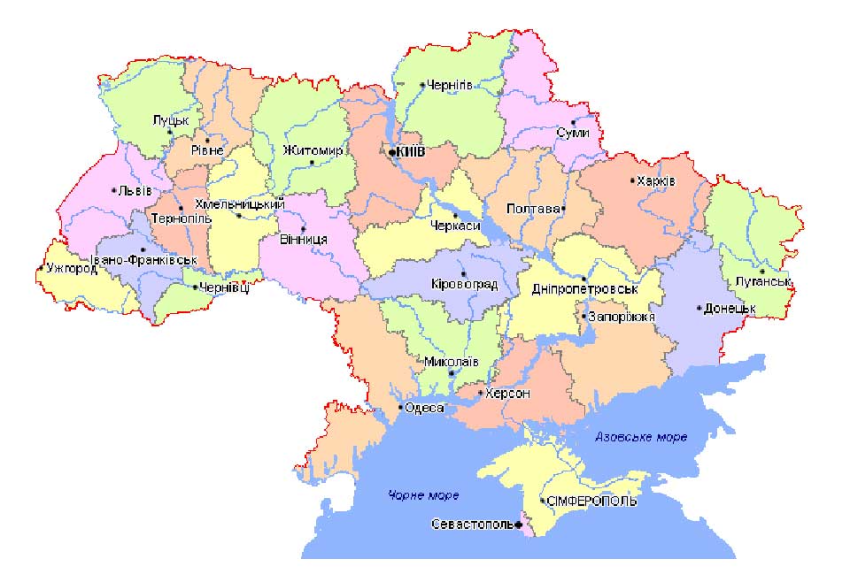 Чернігів
Луцьк
Суми
Рівне
Житомир
КИЇВ
Львів
Харків
Хмельницький
Тернопіль
Полтава
Черкаси
Вінниця
Івано-Франківськ
Ужгород
Луганськ
Чернівці
Кіровоград
Дніпропетровськ
Донецьк
Запоріжжя
Миколаїв
Херсон
Одеса
Азовське море
Чорне море
СІМФЕРОПОЛЬ
Севастополь